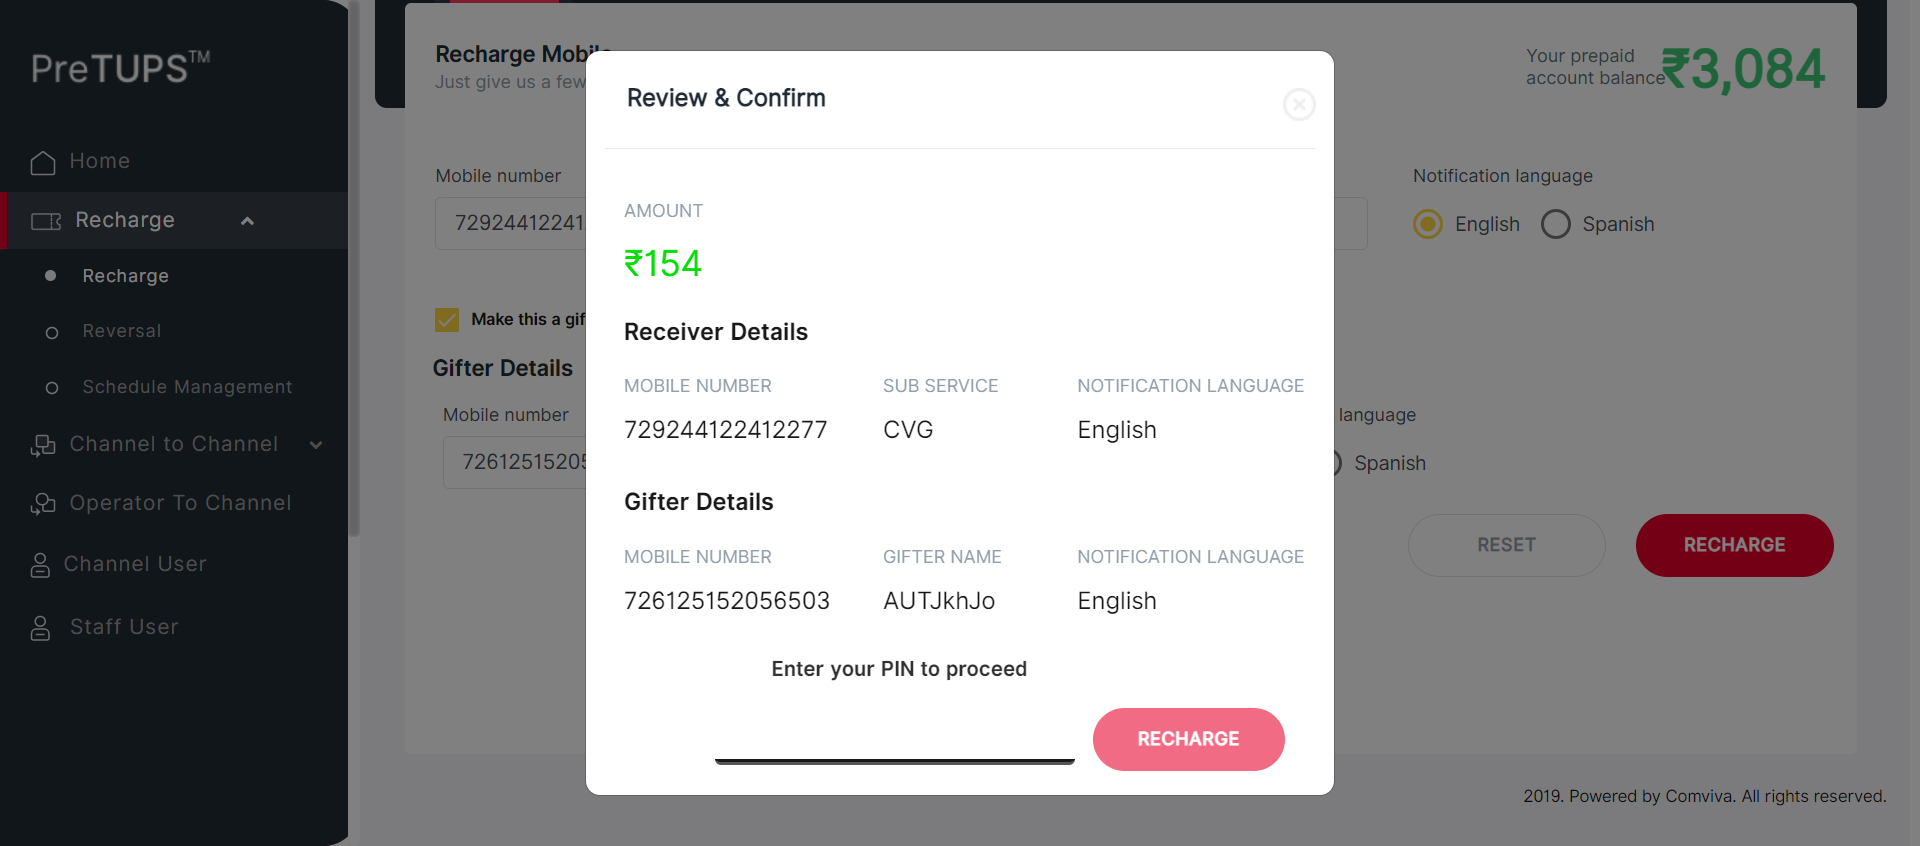 PreTUPS™
Home
Recharge
Recharge
Reversal
Schedule Management
Channel to Channel
Operator To Channel
Channel User
Staff User
Recharge Mobile
Just give us a few
Your prepaid
account balance
₹3,084
Mobile number
72924412241
Notification language
English
Spanish
Make this a gif
Gifter Details
Mobile number
72612515205
language
Spanish
RESET
RECHARGE
Review & Confirm
AMOUNT
₹154
Receiver Details
MOBILE NUMBER SUB SERVICE NOTIFICATION LANGUAGE
729244122412277 CVG English
Gifter Details
MOBILE NUMBER GIFTER NAME NOTIFICATION LANGUAGE
726125152056503 AUTJkhJo English
Enter your PIN to proceed
RECHARGE
2019. Powered by Comviva. All rights reserved.